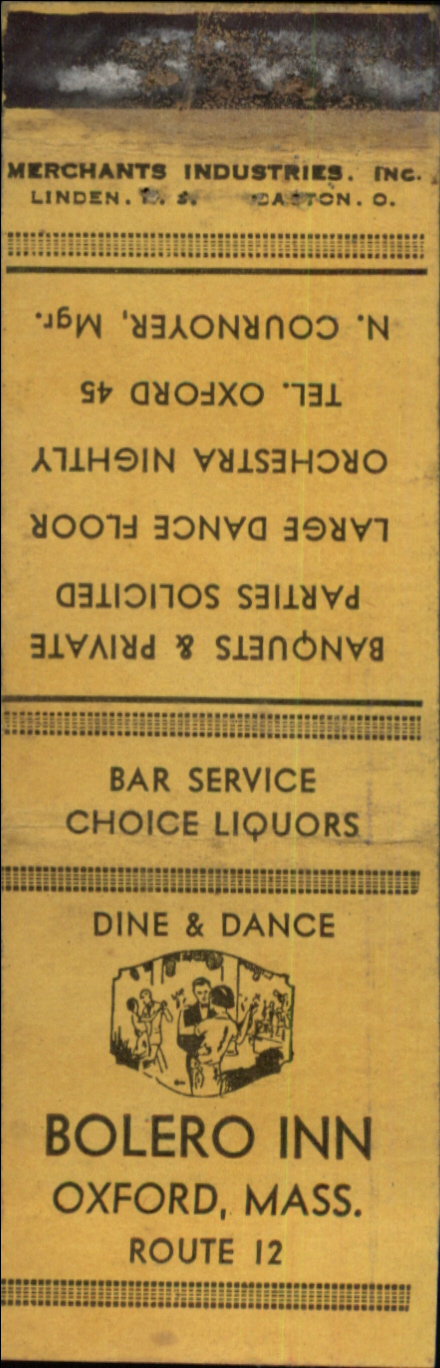 MERCHANTS INDUSTRIES. INC.
LINDEN. O.
BANQUETS & PRIVATE
PARTIES SOLICITED
LARGE DANCE FLOOR
ORCHESTRA NIGHTLY
TEL. OXFORD 45
N. COURNOYER, Mgr.
BAR SERVICE
CHOICE LIQUORS
DINE & DANCE
BOLERO INN
OXFORD, MASS.
ROUTE 12